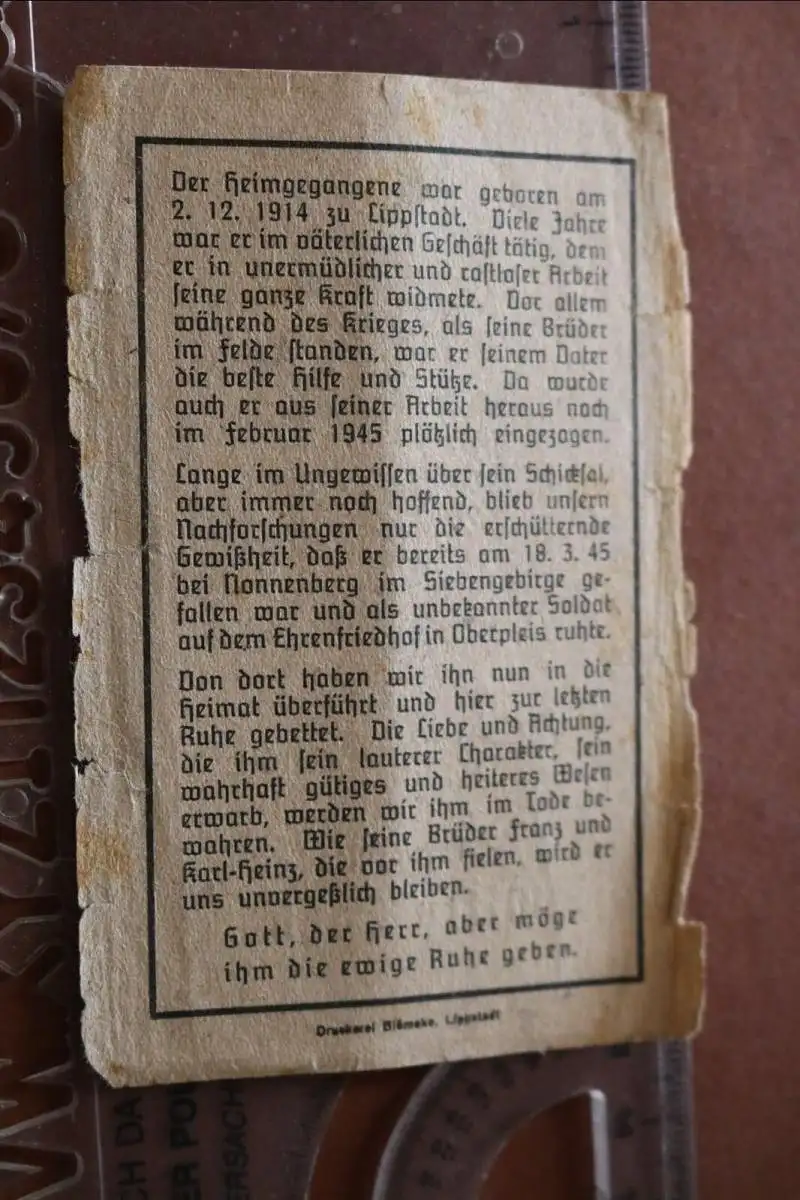 Der Heimgegangene war geboren am
2. 12. 1914 zu Lippstadt. Viele Jahre
war er im väterlichen Geschäft tätig, dem
er in unermüdlicher und rastloser Arbeit
seine ganze Kraft widmete. Vor allem
während des Krieges, als seine Brüder
im Felde standen, war er seinem Vater
die beste Hilfe und Stütze. Da wurde
auch er aus seiner Arbeit heraus noch
im Februar 1945 plötzlich eingezogen.
Lange im Ungewissen über sein Schicksal,
aber immer noch hoffend, blieb unsern
Nachforschungen nur die erschütternde
Gewißheit, daß er bereits am 18. 3. 45
bei Nonnenberg im Siebengebirge ge-
fallen war und als unbekannter Soldat
auf dem Ehrenfriedhof in Oberpleis ruhte.
Von dort haben wir ihn nun in die
Heimat überführt und hier zur letzten
Ruhe gebettet. Die Liebe und Achtung,
die ihm sein lauterer Charakter, sein
wahrhaft gütiges und heiteres Wesen
erwarb, werden wir ihm im Tode be-
wahren. Wie seine Brüder Franz und
Karl-Heinz, die vor ihm fielen, wird er
uns unvergeßlich bleiben.
Gott, der Herr, aber möge
ihm die ewige Ruhe geben.
Druckerei Lippstadt